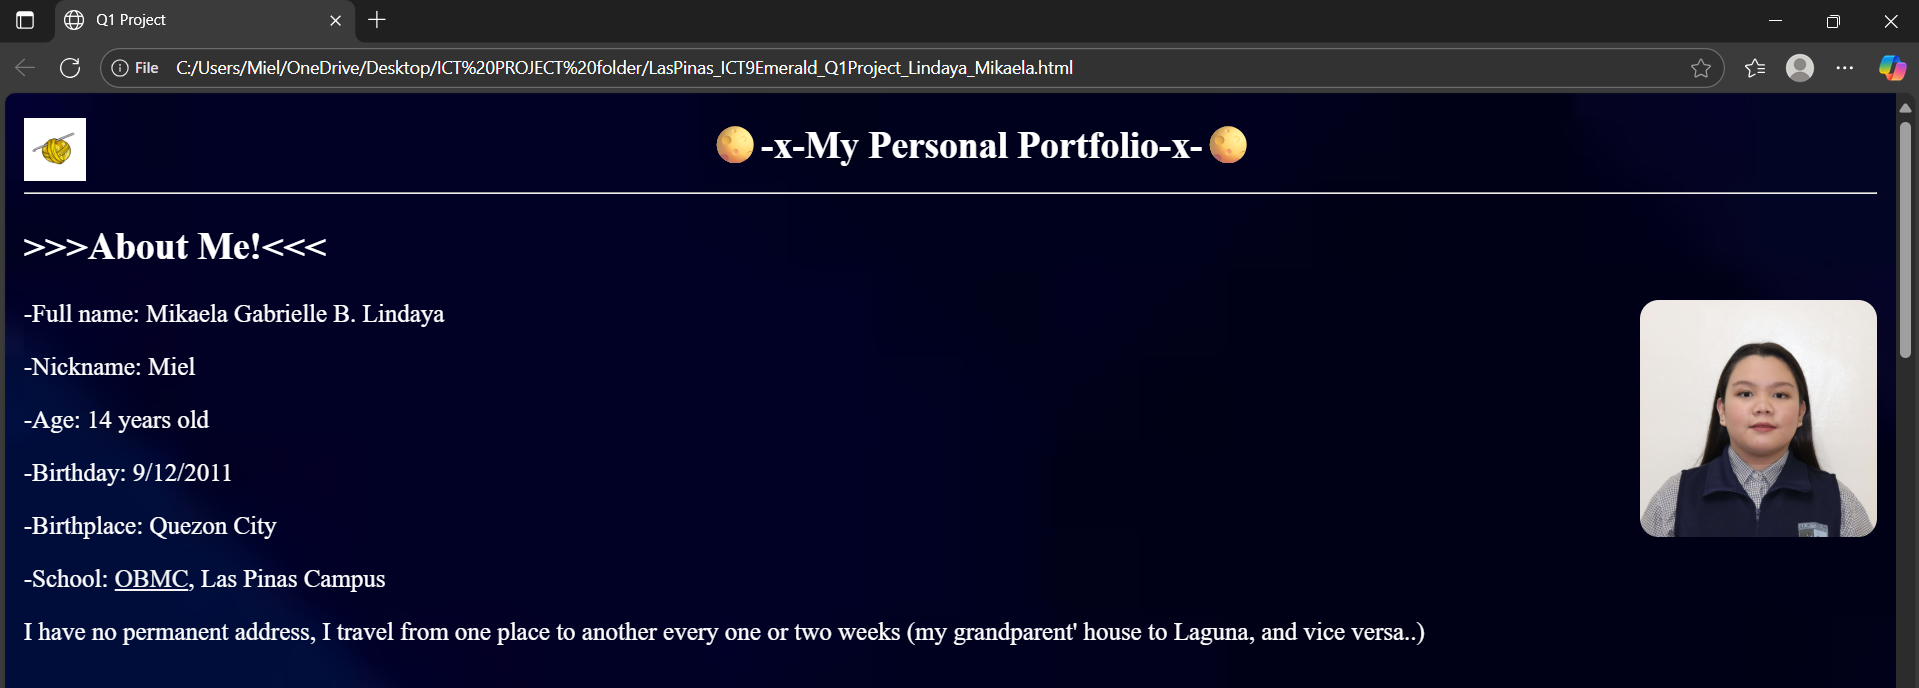 Q1 Project
File C:/Users/Miel/OneDrive/Desktop/ICT%20PROJECT%20folder/LasPinas_ICT9Emerald_Q1Project_Lindaya_Mikaela.html
🌕-x-My Personal Portfolio-x-🌕
>>>About Me!<<<
-Full name: Mikaela Gabrielle B. Lindaya
-Nickname: Miel
-Age: 14 years old
-Birthday: 9/12/2011
-Birthplace: Quezon City
-School: OBMC, Las Pinas Campus
I have no permanent address, I travel from one place to another every one or two weeks (my grandparent' house to Laguna, and vice versa..)